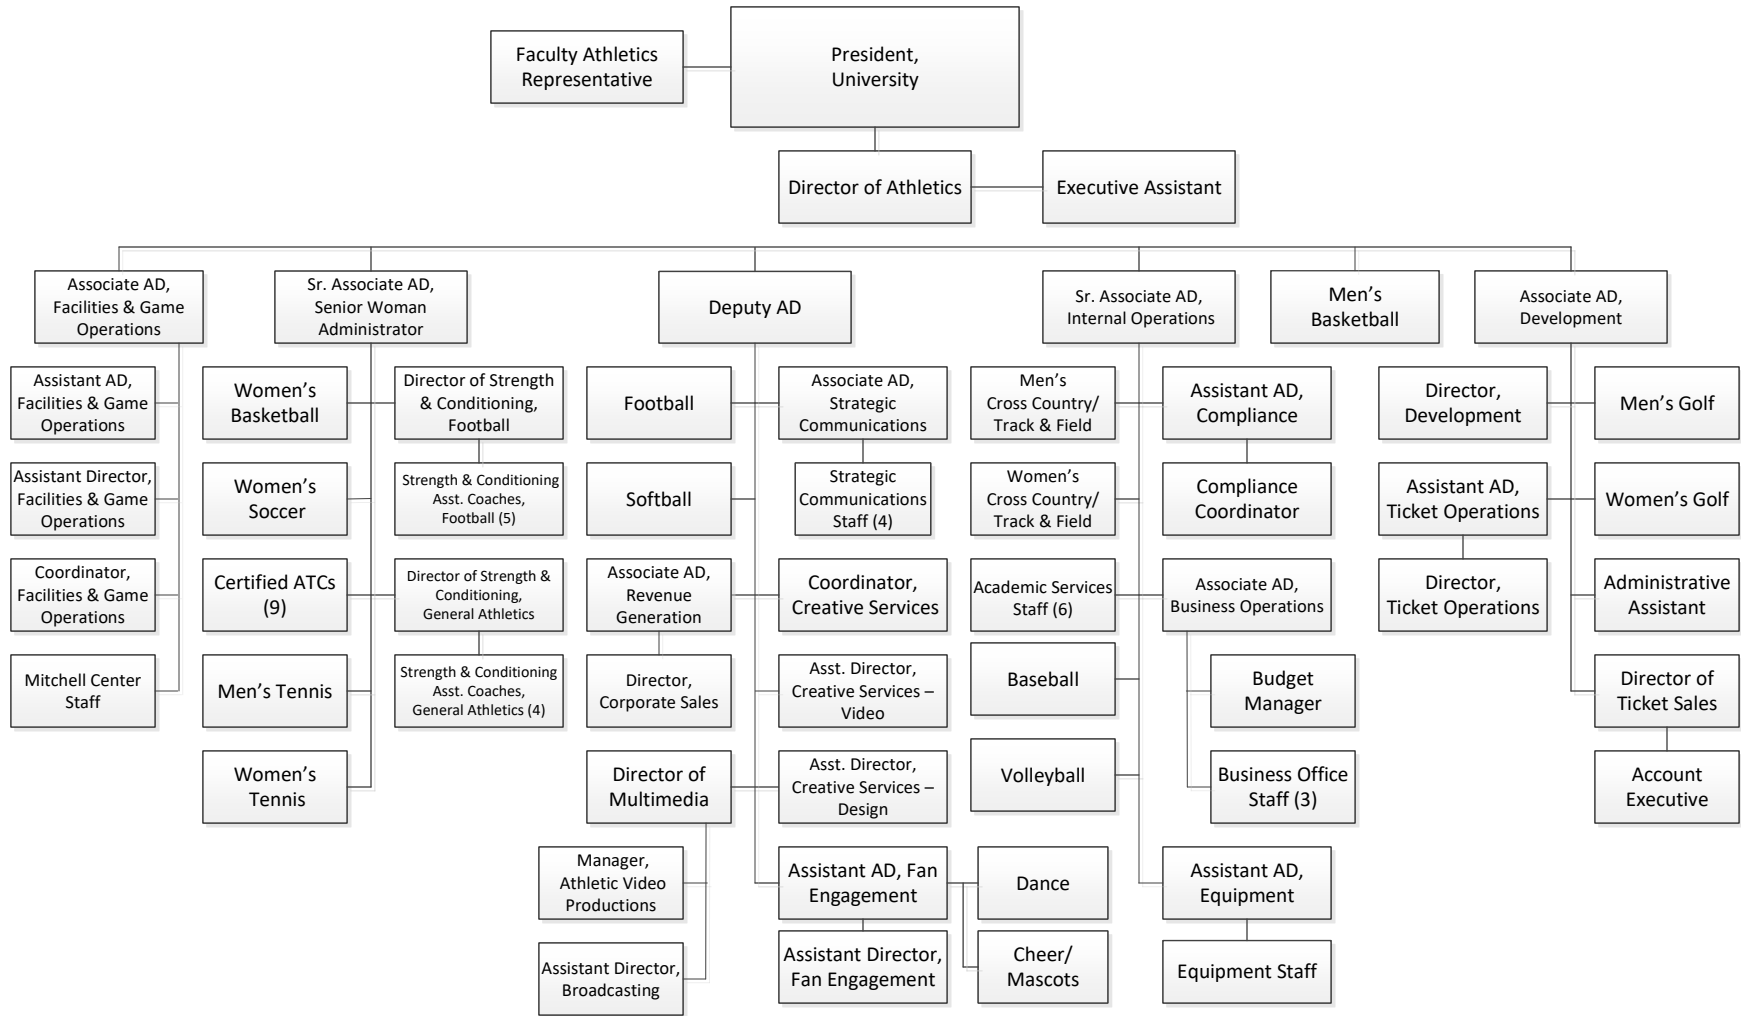 Faculty Athletics
Representative
President,
University
Director of Athletics
Executive Assistant
Associate AD,
Facilities & Game
Operations
Sr. Associate AD,
Senior Woman
Administrator
Deputy AD
Sr. Associate AD,
Internal Operations
Men’s
Basketball
Associate AD,
Development
Assistant AD,
Facilities & Game
Operations
Women’s
Basketball
Director of Strength
& Conditioning,
Football
Football
Associate AD,
Strategic
Communications
Men’s
Cross Country/
Track & Field
Assistant AD,
Compliance
Director,
Development
Men’s Golf
Assistant Director,
Facilities & Game
Operations
Women’s
Soccer
Strength & Conditioning
Asst. Coaches,
Football (5)
Softball
Strategic
Communications
Staff (4)
Women’s
Cross Country/
Track & Field
Compliance
Coordinator
Assistant AD,
Ticket Operations
Women’s Golf
Coordinator,
Facilities & Game
Operations
Certified ATCs
(9)
Director of Strength &
Conditioning,
General Athletics
Associate AD,
Revenue
Generation
Coordinator,
Creative Services
Academic Services
Staff (6)
Associate AD,
Business Operations
Director,
Ticket Operations
Administrative
Assistant
Mitchell Center
Staff
Men’s Tennis
Strength & Conditioning
Asst. Coaches,
General Athletics (4)
Director,
Corporate Sales
Asst. Director,
Creative Services –
Video
Baseball
Budget
Manager
Director of
Ticket Sales
Women’s
Tennis
Director of
Multimedia
Asst. Director,
Creative Services –
Design
Volleyball
Business Office
Staff (3)
Account
Executive
Manager,
Athletic Video
Productions
Assistant AD, Fan
Engagement
Dance
Assistant AD,
Equipment
Assistant Director,
Broadcasting
Assistant Director,
Fan Engagement
Cheer/
Mascots
Equipment Staff